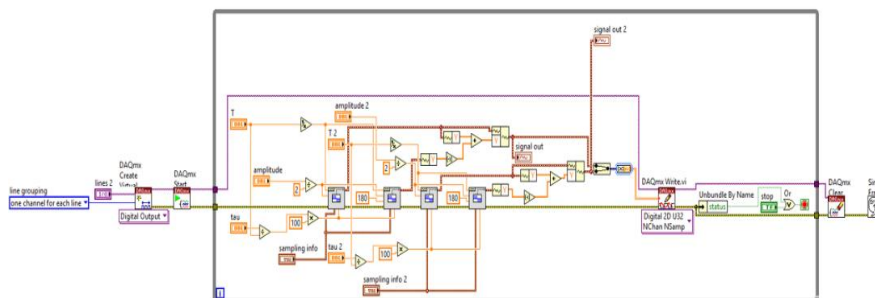 line grouping
one channel for each line
lines 2
DAQmx
Create
Virtual
Digital Output
DAQmx
Start
T
amplitude
2
tau
100
sampling info
amplitude 2
T 2
2
180
180
tau 2
100
sampling info 2
signal out 2
signal out
DAQmx Write.vi
Digital 2D U32
NChan NSamp
Unbundle By Name
status
stop
Or
DAQmx
Clear
i